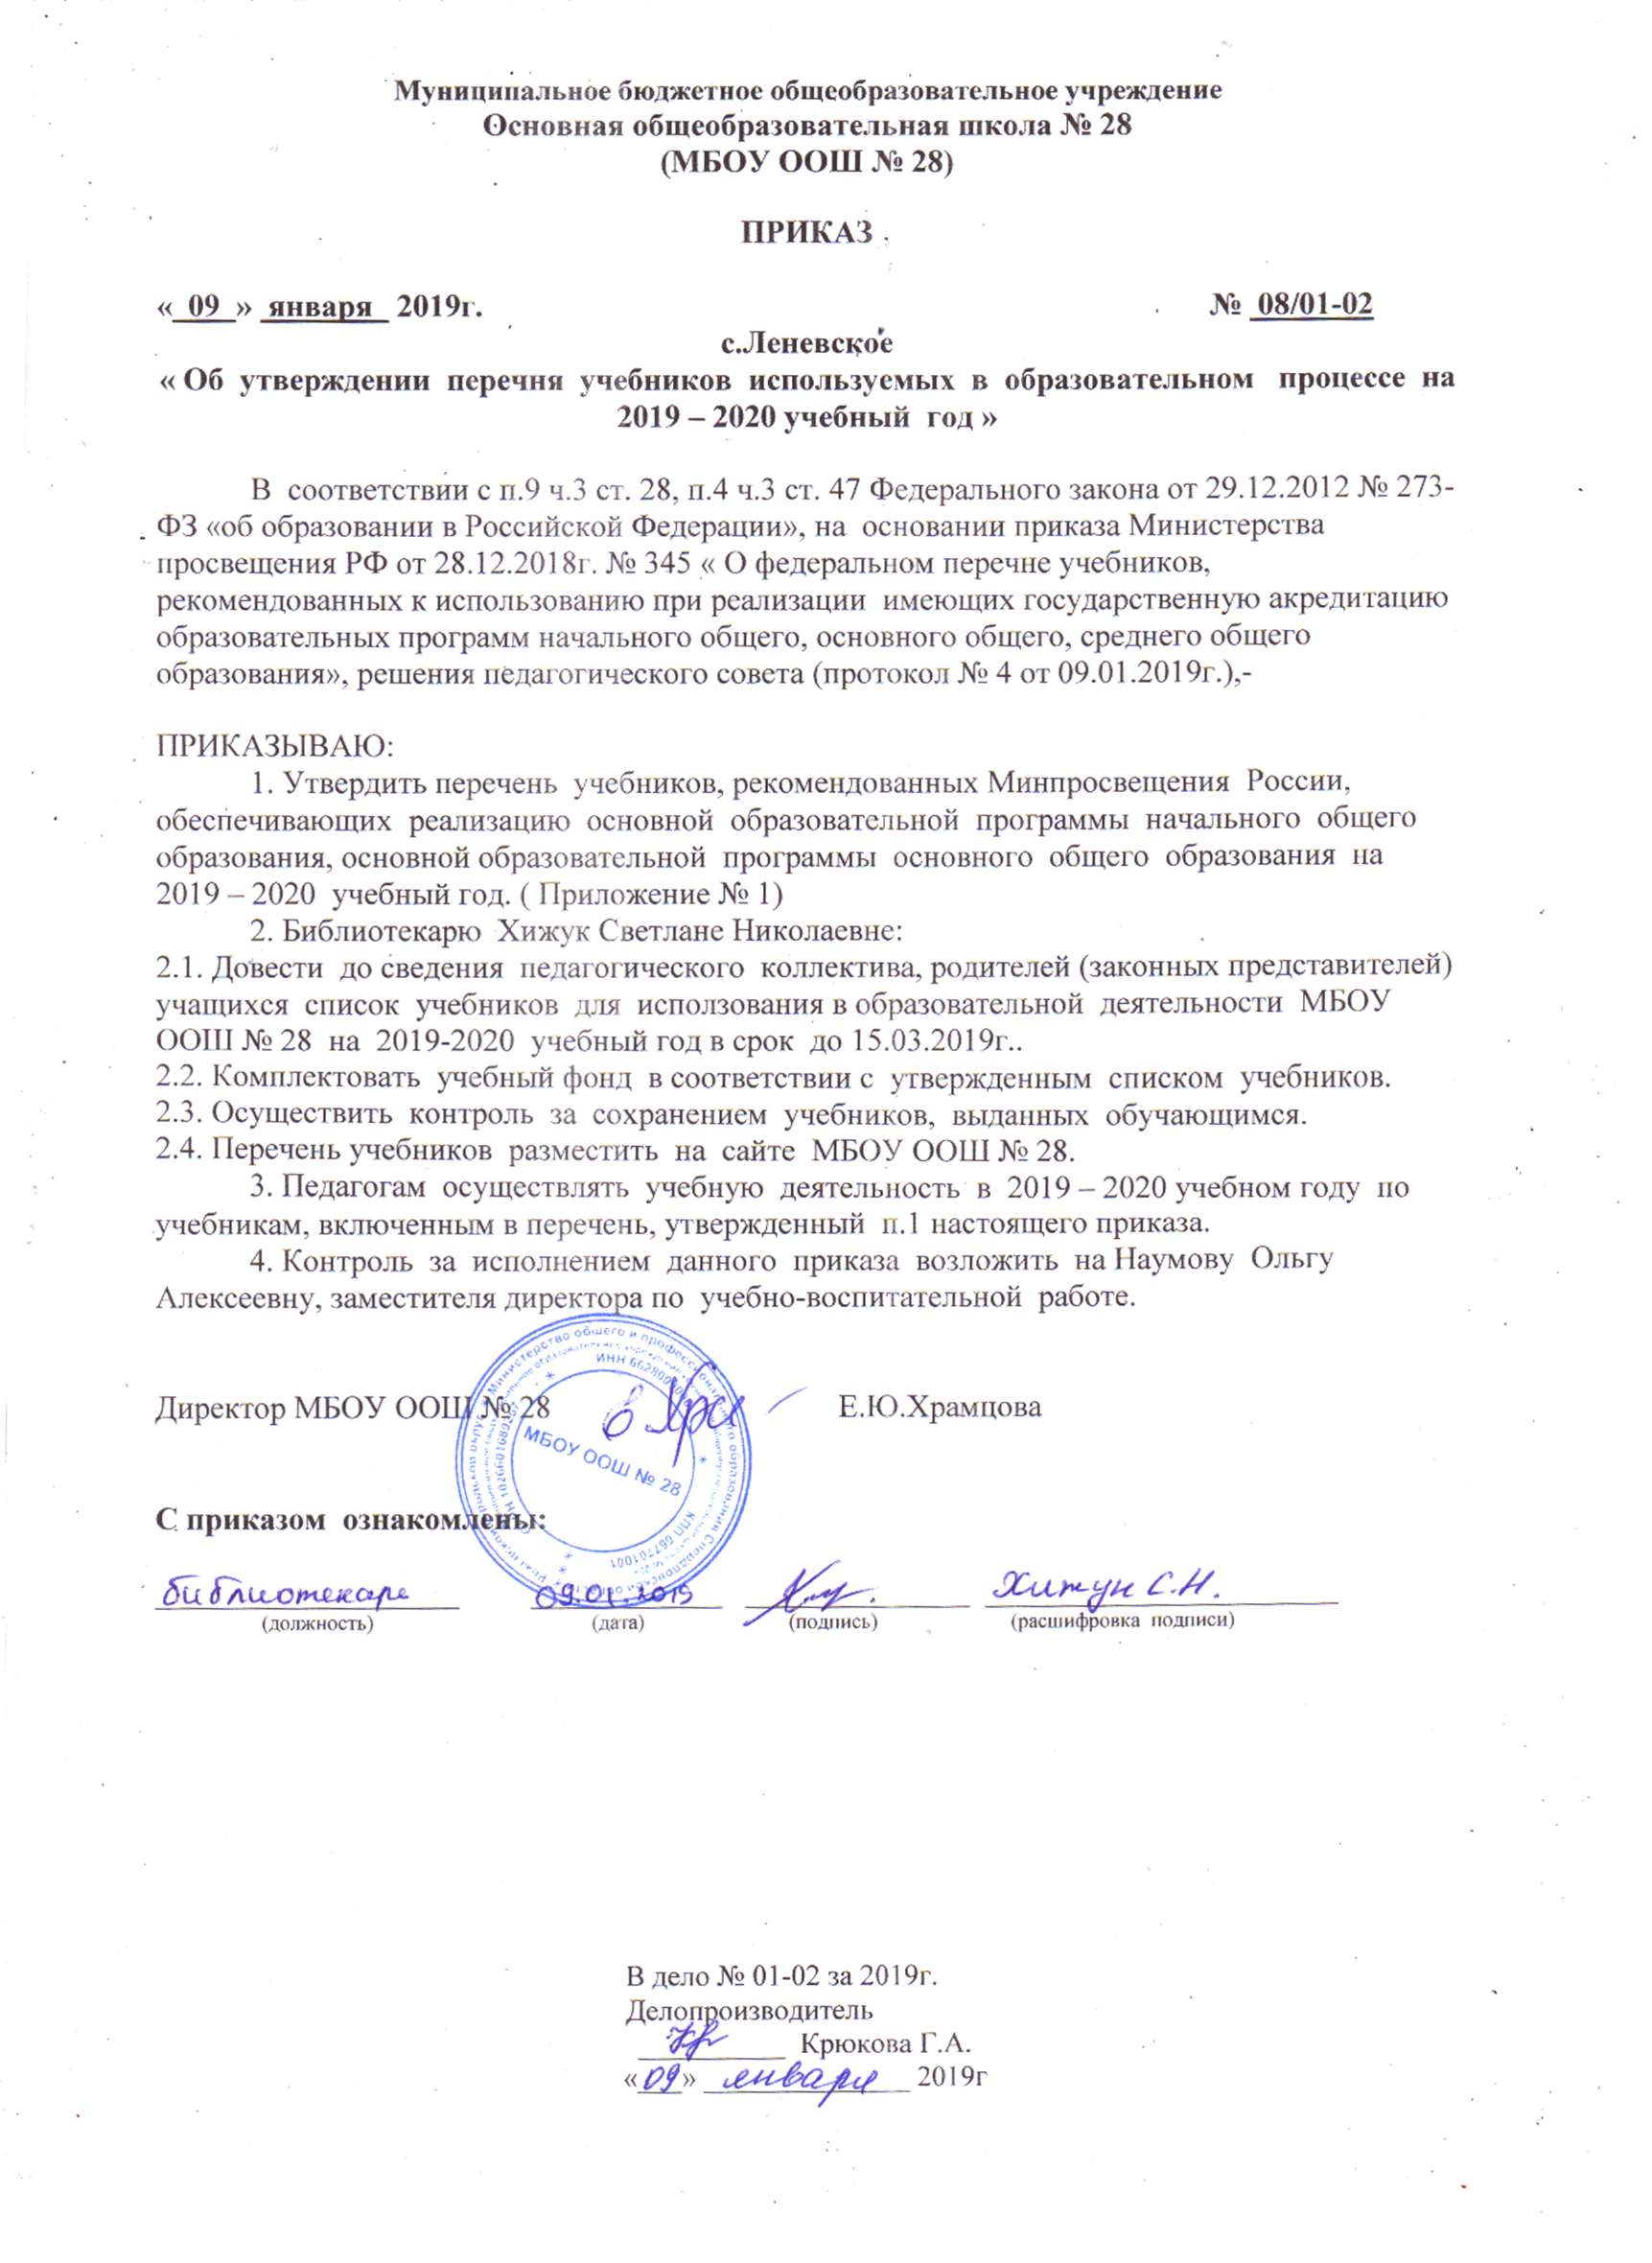 Муниципальное бюджетное общеобразовательное учреждение
Основная общеобразовательная школа № 28
(МБОУ ООШ № 28)
ПРИКАЗ
« 09 » января 2019г. № 08/01-02
с.Леневское
« Об утверждении перечня учебников используемых в образовательном процессе на
2019 – 2020 учебный год »
В соответствии с п.9 ч.3 ст. 28, п.4 ч.3 ст. 47 Федерального закона от 29.12.2012 № 273-
ФЗ «об образовании в Российской Федерации», на основании приказа Министерства
просвещения РФ от 28.12.2018г. № 345 « О федеральном перечне учебников,
рекомендованных к использованию при реализации имеющих государственную акредитацию
образовательных программ начального общего, основного общего, среднего общего
образования», решения педагогического совета (протокол № 4 от 09.01.2019г.),-
ПРИКАЗЫВАЮ:
1. Утвердить перечень учебников, рекомендованных Минпросвещения России,
обеспечивающих реализацию основной образовательной программы начального общего
образования, основной образовательной программы основного общего образования на
2019 – 2020 учебный год. ( Приложение № 1)
2. Библиотекарю Хижук Светлане Николаевне:
2.1. Довести до сведения педагогического коллектива, родителей (законных представителей)
учащихся список учебников для исползования в образовательной деятельности МБОУ
ООШ № 28 на 2019-2020 учебный год в срок до 15.03.2019г..
2.2. Комплектовать учебный фонд в соответствии с утвержденным списком учебников.
2.3. Осуществить контроль за сохранением учебников, выданных обучающимся.
2.4. Перечень учебников разместить на сайте МБОУ ООШ № 28.
3. Педагогам осуществлять учебную деятельность в 2019 – 2020 учебном году по
учебникам, включенным в перечень, утвержденный п.1 настоящего приказа.
4. Контроль за исполнением данного приказа возложить на Наумову Ольгу
Алексеевну, заместителя директора по учебно-воспитательной работе.
Директор МБОУ ООШ № 28 Е.Ю.Храмцова
МБОУ ООШ № 28
КПП 667701001
С приказом ознакомлены:
библиотекарь 09.01.2019 Хижук С.Н.
(должность) (дата) (подпись) (расшифровка подписи)
В дело № 01-02 за 2019г.
Делопроизводитель
Крюкова Г.А.
«09» января 2019г